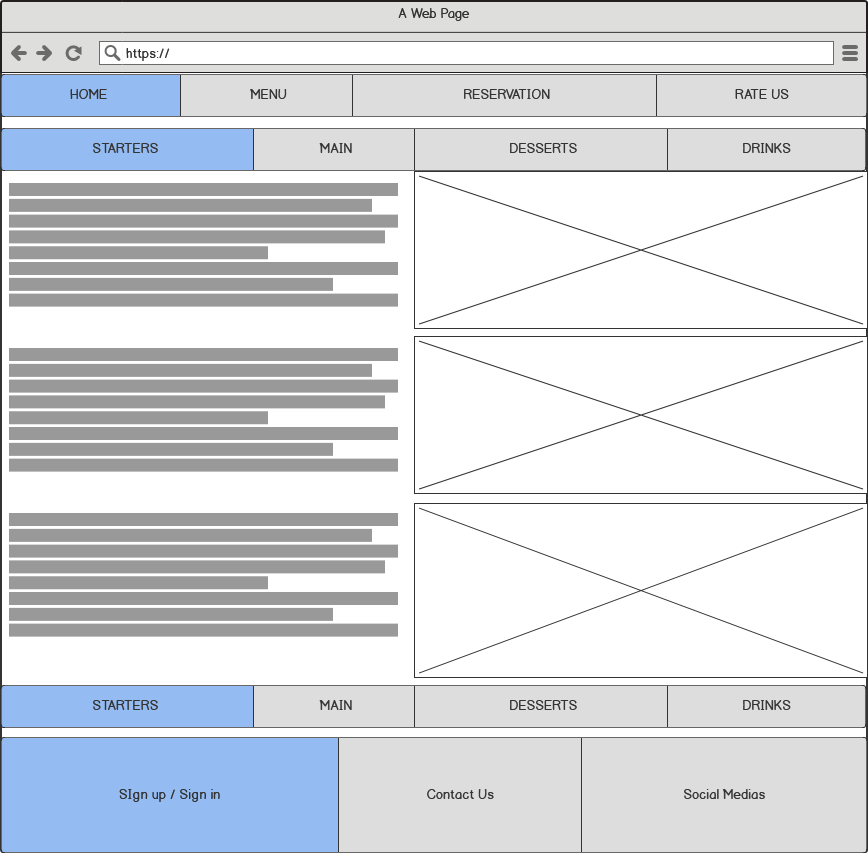 A Web Page
https://
HOME MENU RESERVATION RATE US
STARTERS MAIN DESSERTS DRINKS
STARTERS MAIN DESSERTS DRINKS
SIgn up / Sign in Contact Us Social Medias